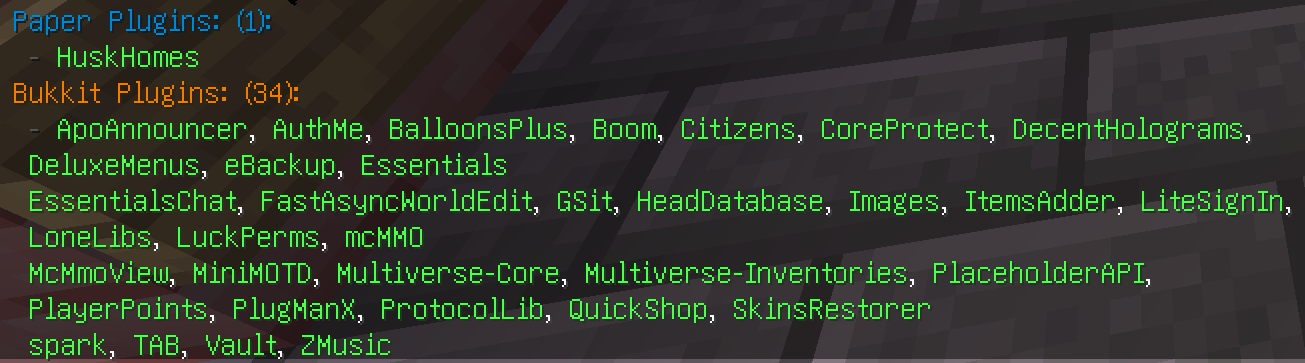 Paper Plugins: (1):
- HuskHomes
Bukkit Plugins: (34):
- ApoAnnouncer, AuthMe, BalloonsPlus, Boom, Citizens, CoreProtect, DecentHolograms,
DeluxeMenus, eBackup, Essentials
EssentialsChat, FastAsyncWorldEdit, GSit, HeadDatabase, Images, ItemsAdder, LiteSignIn,
LoneLibs, LuckPerms, mcMMO
McMmoView, MiniMOTD, Multiverse-Core, Multiverse-Inventories, PlaceholderAPI,
PlayerPoints, PlugManX, ProtocolLib, QuickShop, SkinsRestorer
spark, TAB, Vault, ZMusic